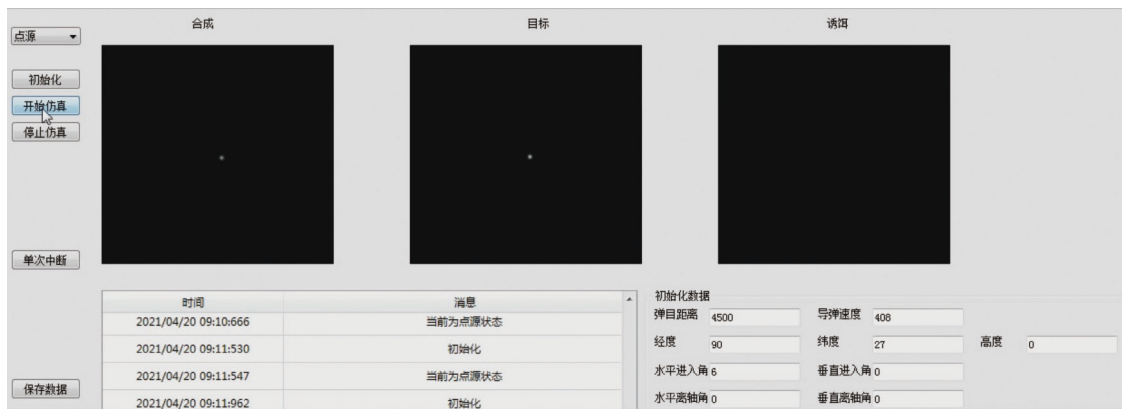 合成 目标 诱饵
点源
初始化
开始仿真
停止仿真
单次中断
保存数据
时间 消息
2021/04/20 09:10:666 当前为点源状态
2021/04/20 09:11:530 初始化
2021/04/20 09:11:547 当前为点源状态
2021/04/20 09:11:962 初始化
初始化数据
弹目距离 4500 导弹速度 408
经度 90 纬度 27 高度 0
水平进入角 6 垂直进入角 0
水平离轴角 0 垂直离轴角 0